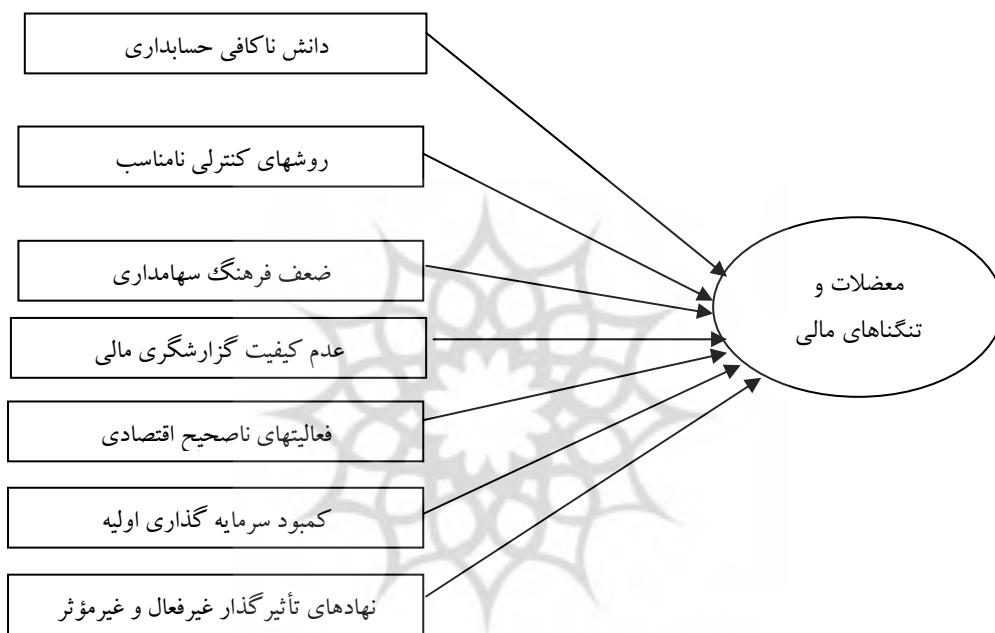 دانش ناکافی حسابداری
روشهای کنترلی نامناسب
ضعف فرهنگ سهامداری
عدم کیفیت گزارشگری مالی
فعالیتهای ناصحیح اقتصادی
کمبود سرمایه گذاری اولیه
نهادهای تأثیرگذار غیرفعال و غیرمؤثر
معضلات و
تنگناهای مالی